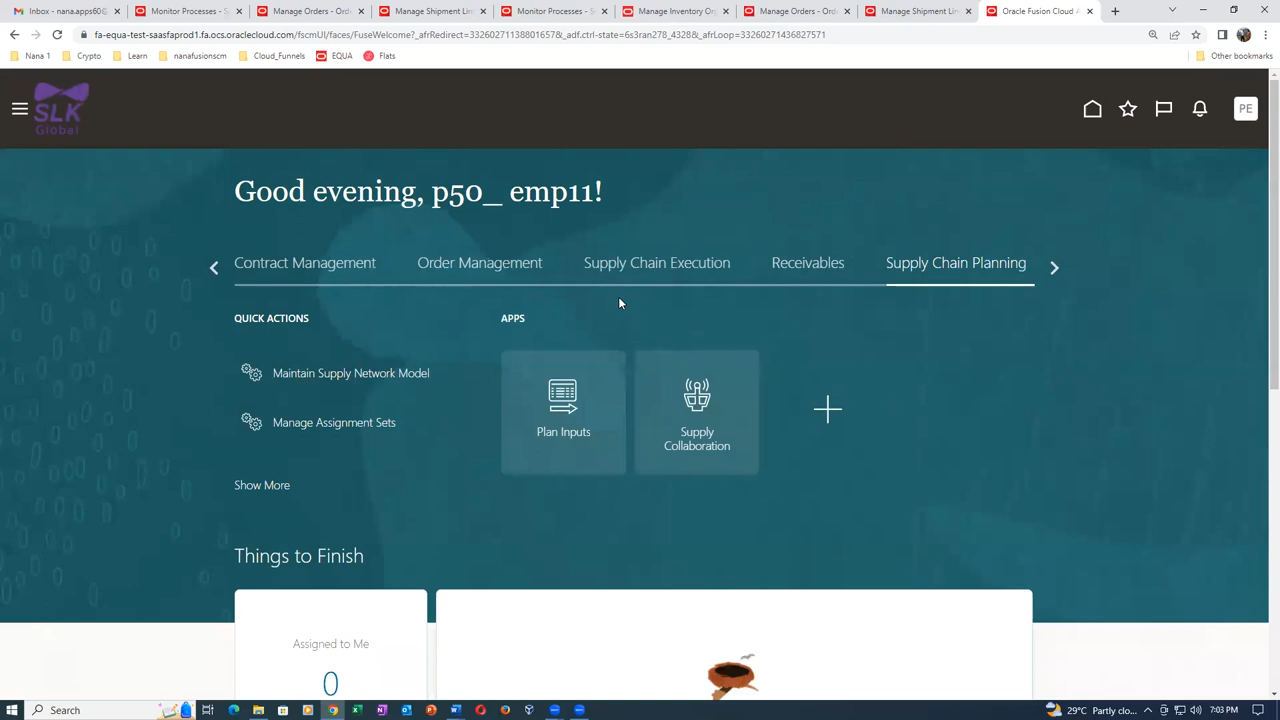 Inbox - nana.apps60@
Monitor Processes - S
Manage Orders - Orde
Manage Shipment Lin
Monitor Processes - S
Manage Inventory Org
Manage Orders - Orde
Manage Shipment Lin
Oracle Fusion Cloud A
fa-equa-test-saasfaprod1.fa.ocs.oraclecloud.com/fscmUI/faces/FuseWelcome?_afrRedirect=33260271138801657&_adf.ctrl-state=6s3ran278_4328&_afrLoop=33260271436827571
Nana 1
Crypto
Learn
nanafusionscm
Cloud_Funnels
EQUA
Flats
Other bookmarks
SLK
Global
PE
Good evening, p50_ emp11!
Contract Management
Order Management
Supply Chain Execution
Receivables
Supply Chain Planning
QUICK ACTIONS
APPS
Maintain Supply Network Model
Manage Assignment Sets
Show More
Plan Inputs
Supply
Collaboration
Things to Finish
Assigned to Me
0
Search
29°C Partly clo...
7:03 PM